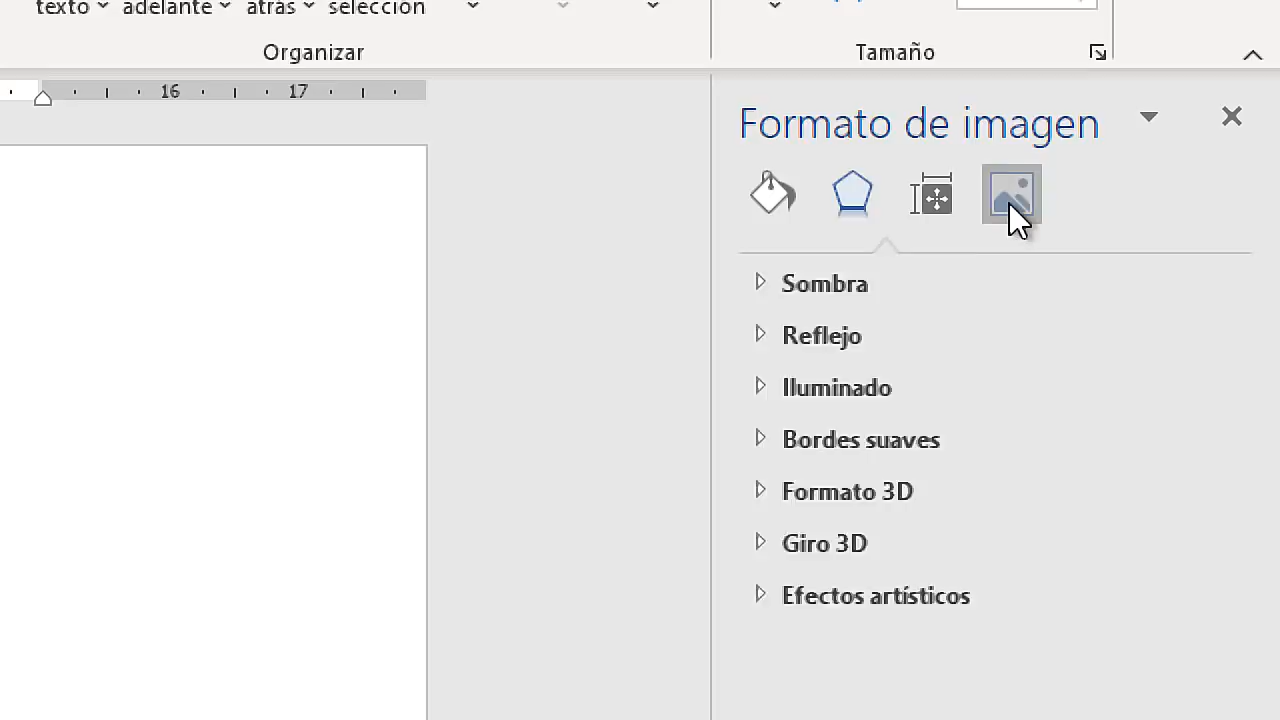 texto adelante atrás selección
Organizar
Tamaño
16 17
Formato de imagen
Sombra
Reflejo
Iluminado
Bordes suaves
Formato 3D
Giro 3D
Efectos artísticos